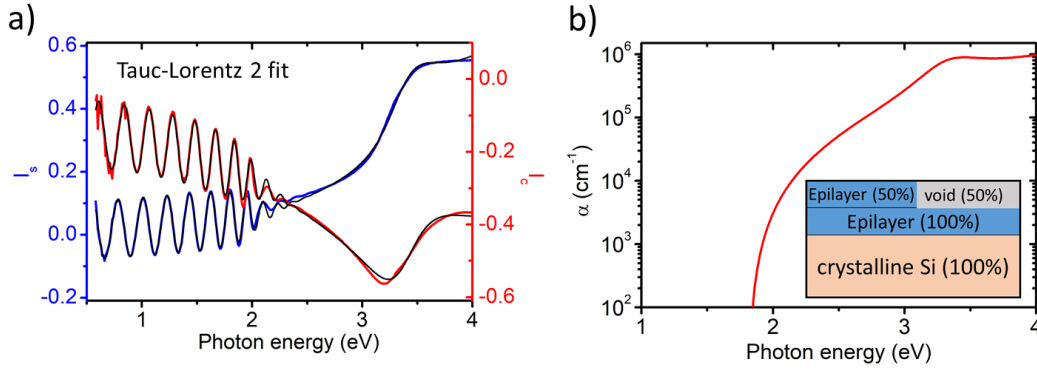 a)
Tauc-Lorentz 2 fit
0.6
0.4
0.2
0.0
-0.2
I_s
0.0
-0.2
-0.4
-0.6
I_c
1 2 3 4
Photon energy (eV)
b)
10^6
10^5
10^4
10^3
10^2
α (cm^-1)
Epilayer (50%) void (50%)
Epilayer (100%)
crystalline Si (100%)
1 2 3 4
Photon energy (eV)